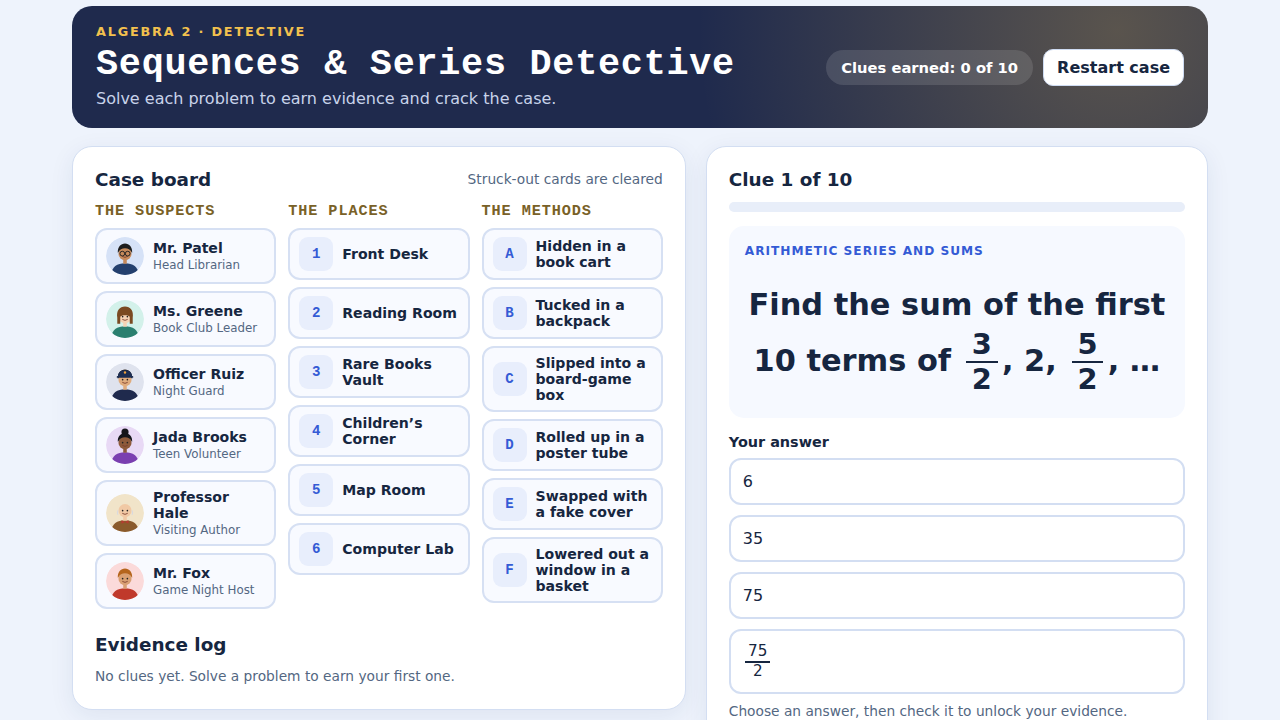 ALGEBRA 2 · DETECTIVE
Sequences & Series Detective
Solve each problem to earn evidence and crack the case.
Clues earned: 0 of 10
Restart case
Case board
Struck-out cards are cleared
THE SUSPECTS
Mr. Patel
Head Librarian
Ms. Greene
Book Club Leader
Officer Ruiz
Night Guard
Jada Brooks
Teen Volunteer
Professor
Hale
Visiting Author
Mr. Fox
Game Night Host
THE PLACES
1 Front Desk
2 Reading Room
3 Rare Books
Vault
4 Children’s
Corner
5 Map Room
6 Computer Lab
THE METHODS
A Hidden in a
book cart
B Tucked in a
backpack
C Slipped into a
board-game
box
D Rolled up in a
poster tube
E Swapped with
a fake cover
F Lowered out a
window in a
basket
Evidence log
No clues yet. Solve a problem to earn your first one.
Clue 1 of 10
ARITHMETIC SERIES AND SUMS
Find the sum of the first
10 terms of 3/2, 2, 5/2, …
Your answer
6
35
75
75/2
Choose an answer, then check it to unlock your evidence.